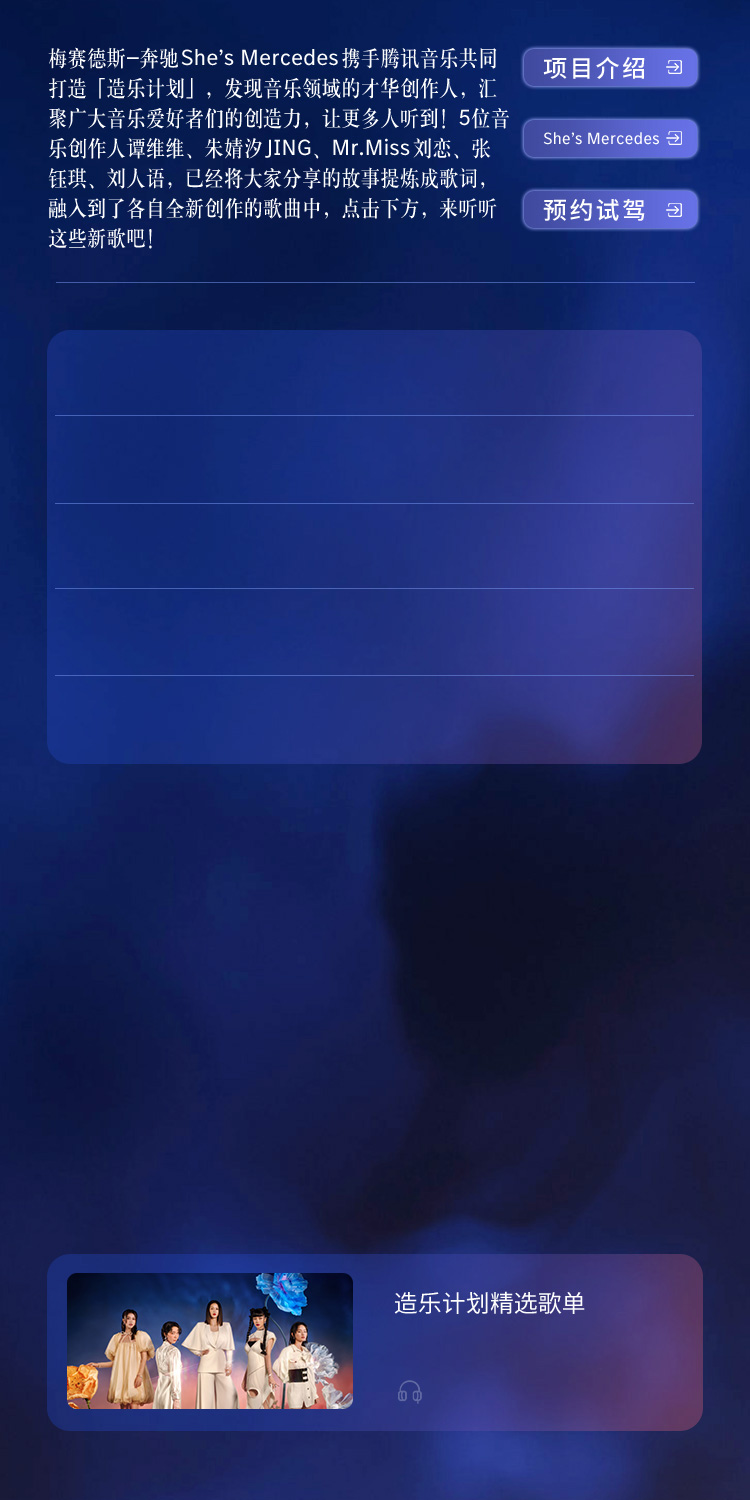 梅赛德斯–奔驰She's Mercedes携手腾讯音乐共同
打造「造乐计划」，发现音乐领域的才华创作人，汇
聚广大音乐爱好者们的创造力，让更多人听到！5位音
乐创作人谭维维、朱婧汐JING、Mr.Miss刘恋、张
钰琪、刘人语，已经将大家分享的故事提炼成歌词，
融入到了各自全新创作的歌曲中，点击下方，来听听
这些新歌吧！
项目介绍
She's Mercedes
预约试驾
造乐计划精选歌单